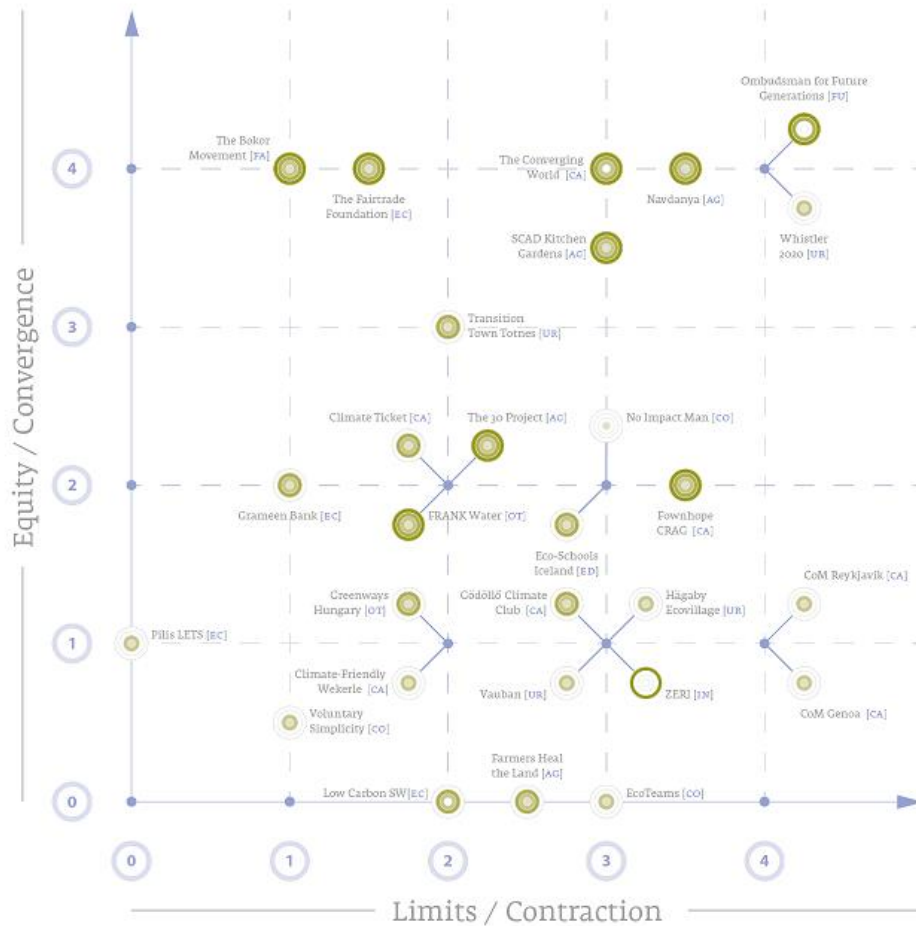 Ombudsman for Future
Generations [FU]
The Bokor
Movement [FA]
The Converging
World [CA]
4
The Fairtrade
Foundation [EC]
Navdanya [AG]
SCAD Kitchen
Gardens [AG]
Whistler
2020 [UR]
Equity / Convergence
3
Transition
Town Totnes [UR]
Climate Ticket [CA]
The 30 Project [AG]
No Impact Man [CO]
2
Grameen Bank [EC]
FRANK Water [OT]
Fownhope
CRAG [CA]
Eco-Schools
Iceland [ED]
CoM Reykjavik [CA]
Greenways
Hungary [OT]
Gödöllő Climate
Club [CA]
Hägaby
Ecovillage [UR]
1
Pilis LETS [EC]
Climate-Friendly
Wekerle [CA]
Vauban [UR]
ZERI [IN]
CoM Genoa [CA]
Voluntary
Simplicity [CO]
Farmers Heal
the Land [AG]
0
Low Carbon SW[EC]
EcoTeams [CO]
0
1
2
3
4
Limits / Contraction